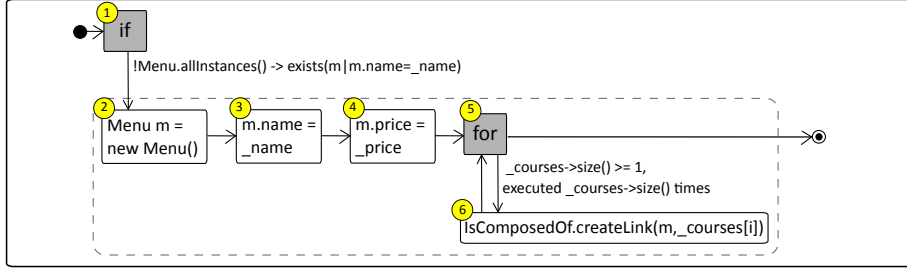 1
if
!Menu.allInstances() -> exists(m|m.name=_name)
2
Menu m =
new Menu()
3
m.name =
_name
4
m.price =
_price
5
for
_courses->size() >= 1,
executed _courses->size() times
6
IsComposedOf.createLink(m,_courses[i])